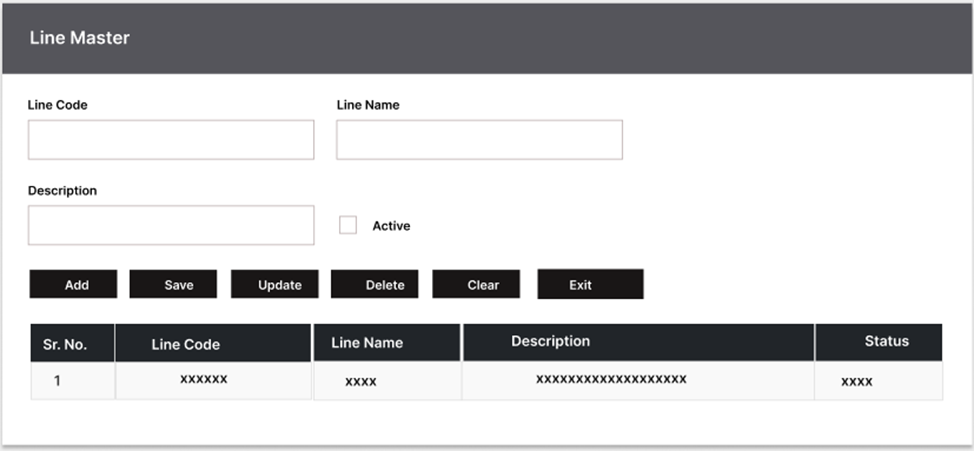 Line Master
Line Code Line Name
Description
Active
Add Save Update Delete Clear Exit
Sr. No. Line Code Line Name Description Status
1 xxxxxx xxxx xxxxxxxxxxxxxxxxxxx xxxx